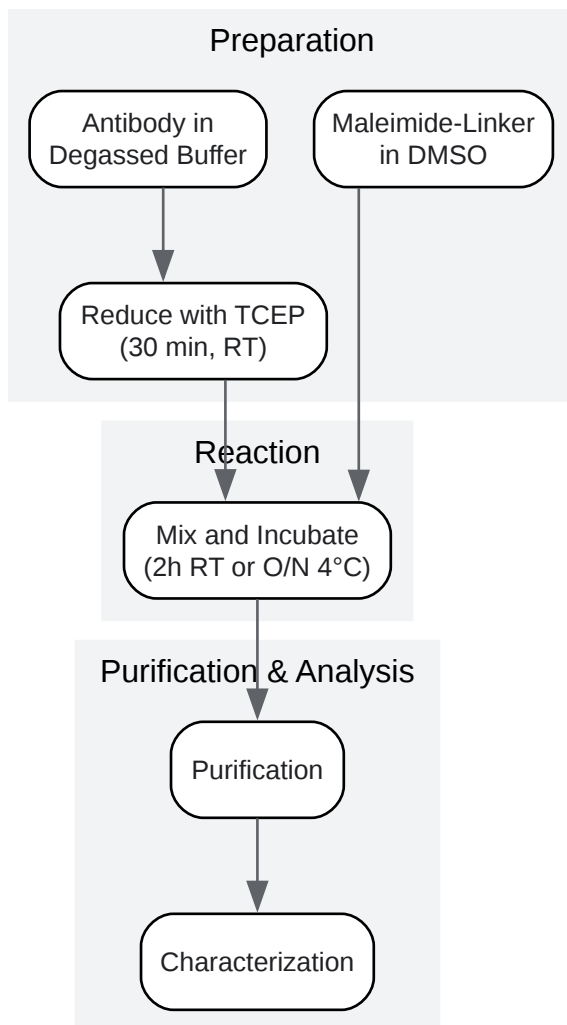 Preparation
Antibody in
Degassed Buffer
Maleimide-Linker
in DMSO
Reduce with TCEP
(30 min, RT)
Reaction
Mix and Incubate
(2h RT or O/N 4°C)
Purification & Analysis
Purification
Characterization